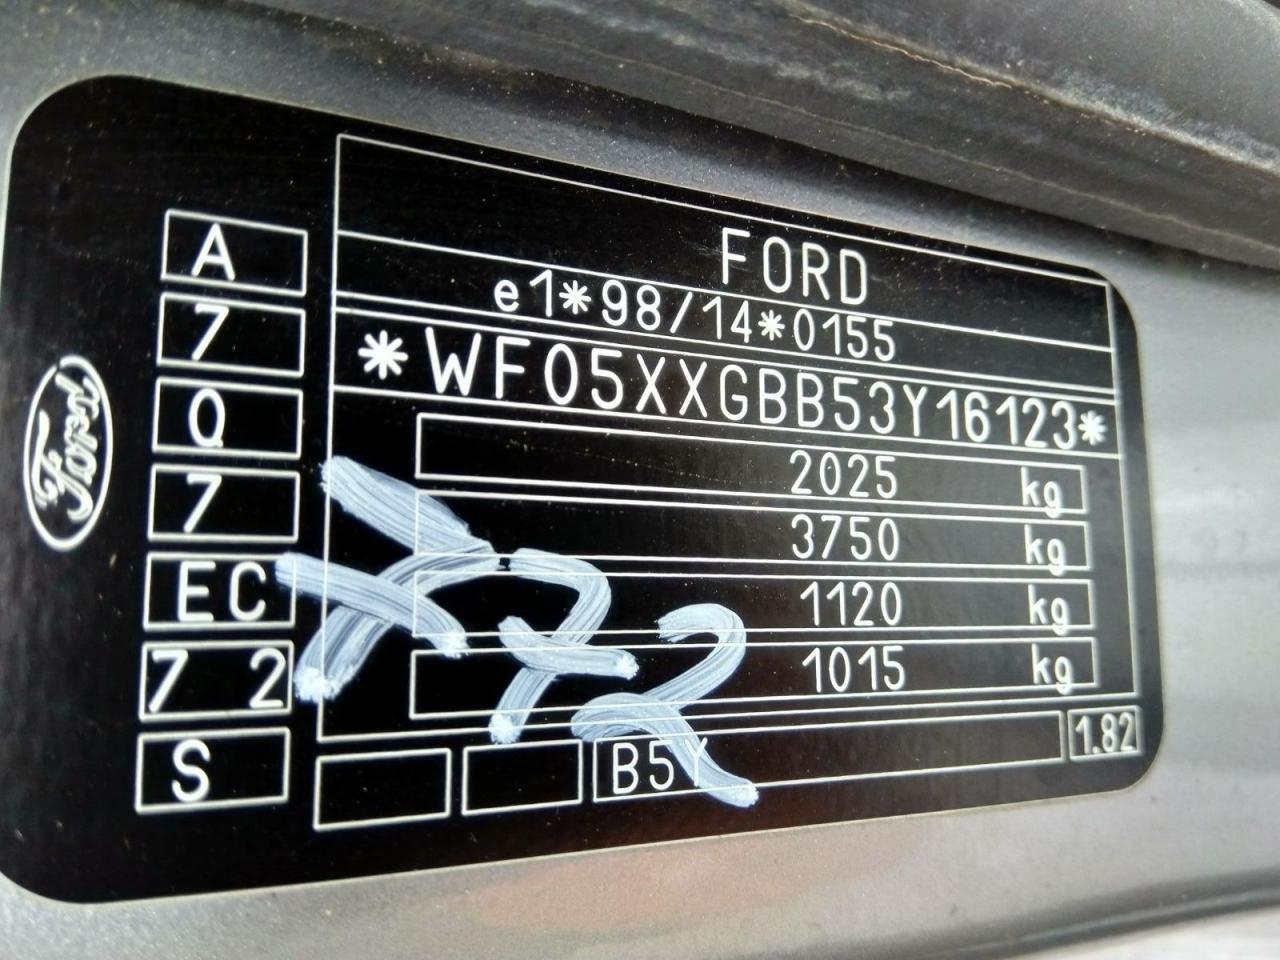 Ford
A
7
Q
7
EC
7 2
S
FORD
e1*98/14*0155
*WF05XXGBB53Y16123*
2025 kg
3750 kg
1120 kg
1015 kg
B5Y
1.82
772